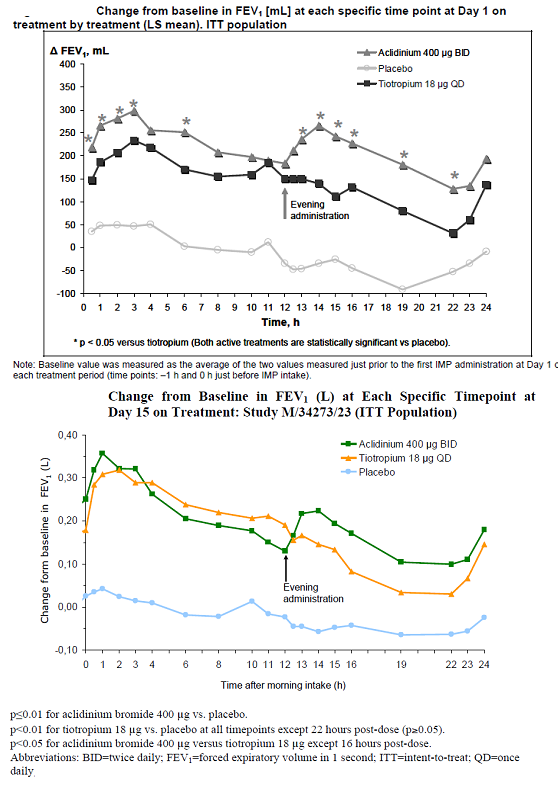 Change from baseline in FEV1 [mL] at each specific time point at Day 1 on
treatment by treatment (LS mean). ITT population
Δ FEV1, mL
Aclidinium 400 µg BID
Placebo
Tiotropium 18 µg QD
400
350
300
250
200
150
100
50
0
-50
-100
* * * * * * * * * * *
Evening
administration
0 1 2 3 4 5 6 7 8 9 10 11 12 13 14 15 16 17 18 19 20 21 22 23 24
Time, h
* p < 0.05 versus tiotropium (Both active treatments are statistically significant vs placebo).
Note: Baseline value was measured as the average of the two values measured just prior to the first IMP administration at Day 1 o
each treatment period (time points: –1 h and 0 h just before IMP intake).
Change from Baseline in FEV1 (L) at Each Specific Timepoint at
Day 15 on Treatment: Study M/34273/23 (ITT Population)
Aclidinium 400 µg BID
Tiotropium 18 µg QD
Placebo
Change form baseline in FEV1 (L)
0,40
0,30
0,20
0,10
0,00
-0,10
Evening
administration
0 1 2 3 4 6 8 10 11 12 13 14 15 16 19 22 23 24
Time after morning intake (h)
p≤0.01 for aclidinium bromide 400 µg vs. placebo.
p<0.01 for tiotropium 18 µg vs. placebo at all timepoints except 22 hours post-dose (p≥0.05).
p<0.05 for aclidinium bromide 400 µg versus tiotropium 18 µg except 16 hours post-dose.
Abbreviations: BID=twice daily; FEV1=forced expiratory volume in 1 second; ITT=intent-to-treat; QD=once
daily